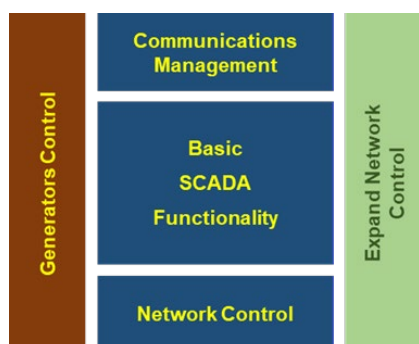 Generators Control
Communications
Management
Basic
SCADA
Functionality
Network Control
Expand Network
Control